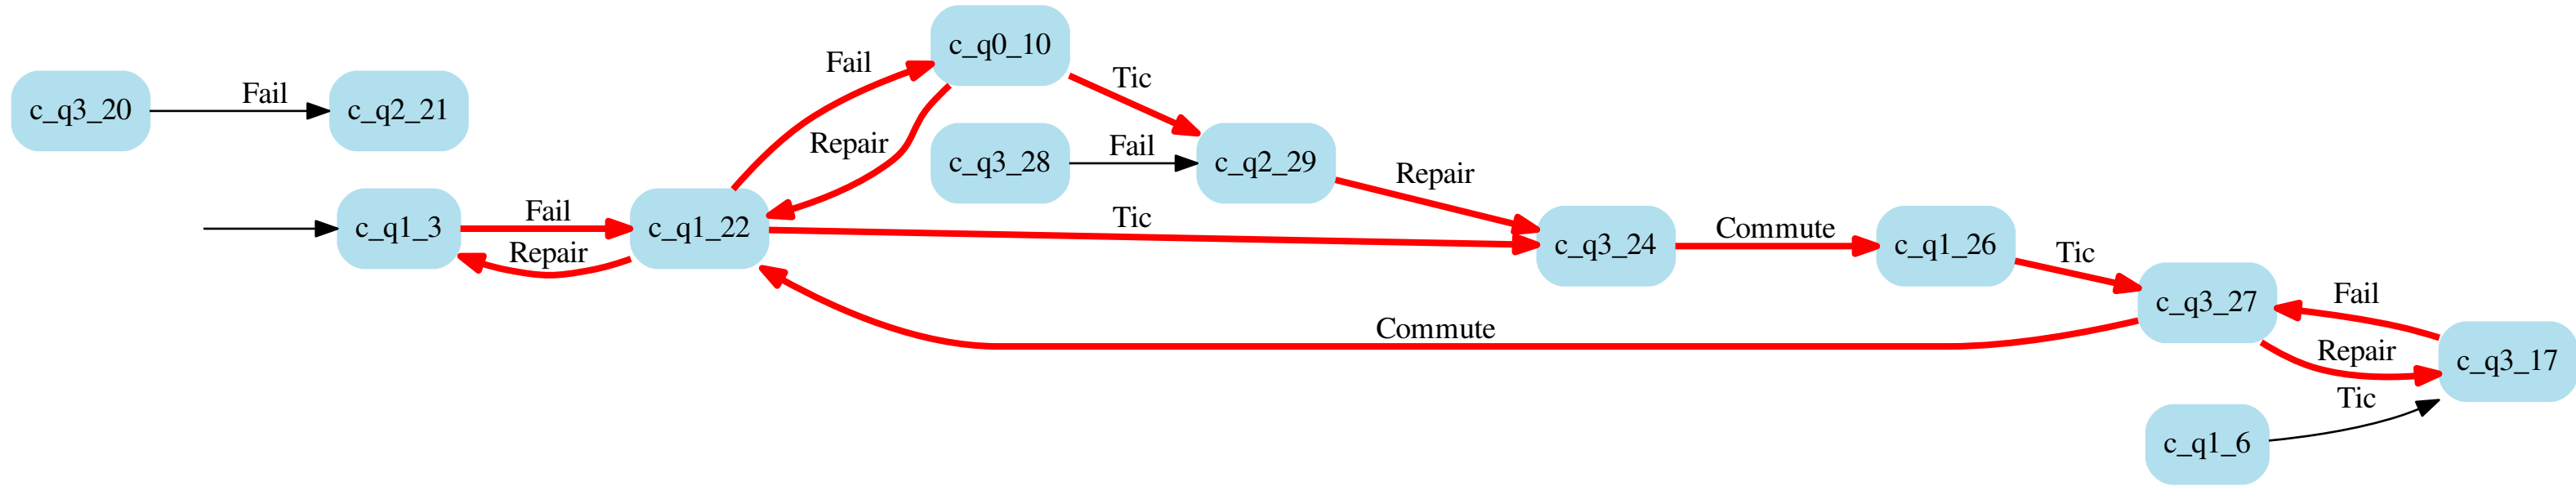 c_q0_10
Fail
Tic
c_q3_20
Fail
c_q2_21
Repair
c_q3_28
Fail
c_q2_29
Repair
c_q1_3
Fail
Repair
c_q1_22
Tic
c_q3_24
Commute
c_q1_26
Tic
c_q3_27
Fail
Commute
Repair
c_q3_17
Tic
c_q1_6